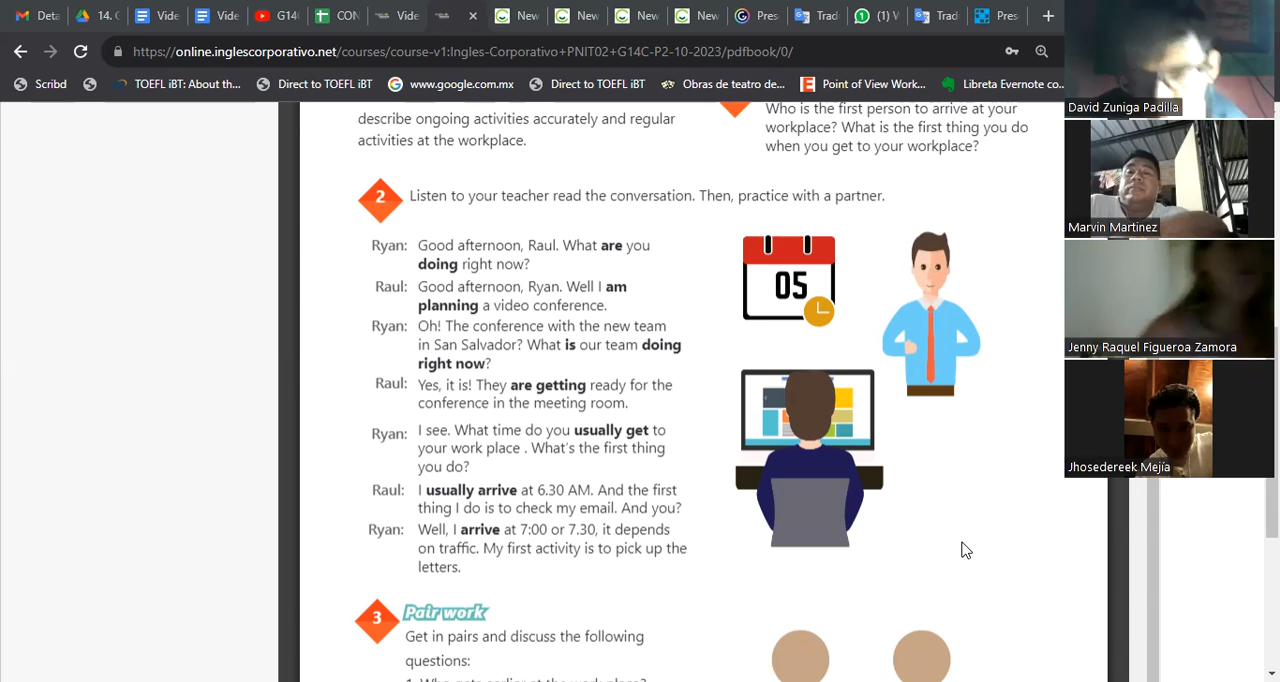 Deta
14. (
Vide
Vide
G14
CON
Vide
New
New
New
New
Pres
Trad
(1) V
Trad
Pres
https://online.inglescorporativo.net/courses/course-v1:Ingles-Corporativo+PNIT02+G14C-P2-10-2023/pdfbook/0/
Scribd
TOEFL iBT: About th...
Direct to TOEFL iBT
www.google.com.mx
Direct to TOEFL iBT
Obras de teatro de...
Point of View Work...
Libreta Evernote co...
describe ongoing activities accurately and regular
activities at the workplace.
Who is the first person to arrive at your
workplace? What is the first thing you do
when you get to your workplace?
2 Listen to your teacher read the conversation. Then, practice with a partner.
Ryan: Good afternoon, Raul. What are you
doing right now?
Raul: Good afternoon, Ryan. Well I am
planning a video conference.
Ryan: Oh! The conference with the new team
in San Salvador? What is our team doing
right now?
Raul: Yes, it is! They are getting ready for the
conference in the meeting room.
Ryan: I see. What time do you usually get to
your work place . What's the first thing
you do?
Raul: I usually arrive at 6.30 AM. And the first
thing I do is to check my email. And you?
Ryan: Well, I arrive at 7:00 or 7.30, it depends
on traffic. My first activity is to pick up the
letters.
05
3 Pair work
Get in pairs and discuss the following
questions:
1. Who gets earlier at the workplace?
David Zuniga Padilla
Marvin Martinez
Jenny Raquel Figueroa Zamora
Jhosedereek Mejía